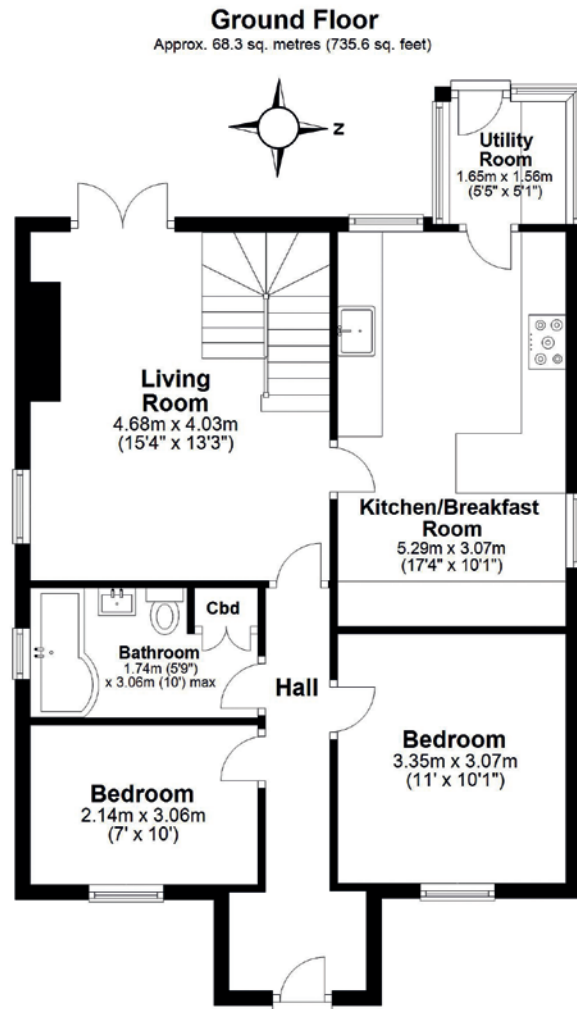 Ground Floor
Approx. 68.3 sq. metres (735.6 sq. feet)
Z
Utility
Room
1.65m x 1.56m
(5'5" x 5'1")
Living
Room
4.68m x 4.03m
(15'4" x 13'3")
Kitchen/Breakfast
Room
5.29m x 3.07m
(17'4" x 10'1")
Cbd
Bathroom
1.74m (5'9")
x 3.06m (10') max
Hall
Bedroom
3.35m x 3.07m
(11' x 10'1")
Bedroom
2.14m x 3.06m
(7' x 10')